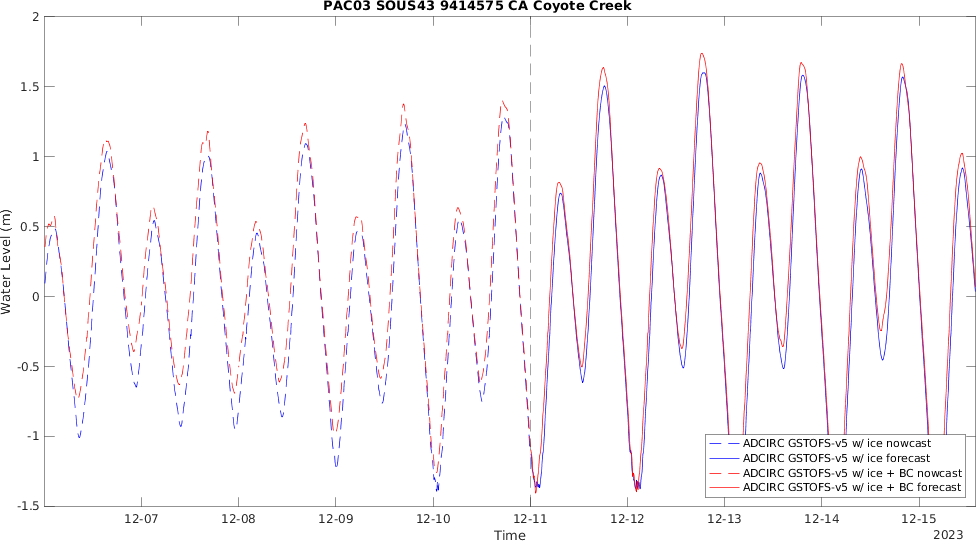 PAC03 SOUS43 9414575 CA Coyote Creek
2
1.5
1
0.5
0
-0.5
-1
-1.5
Water Level (m)
ADCIRC GSTOFS-v5 w/ ice nowcast
ADCIRC GSTOFS-v5 w/ ice forecast
ADCIRC GSTOFS-v5 w/ ice + BC nowcast
ADCIRC GSTOFS-v5 w/ ice + BC forecast
12-07 12-08 12-09 12-10 12-11 12-12 12-13 12-14 12-15
Time
2023